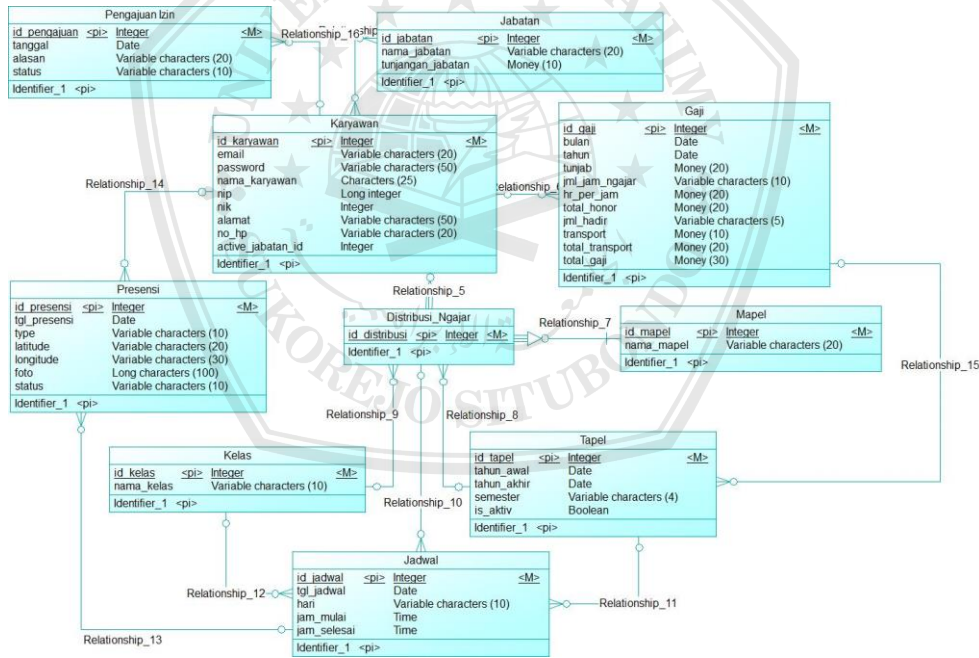 Pengajuan Izin
id_pengajuan <pi> Integer <M>
tanggal Date
alasan Variable characters (20)
status Variable characters (10)
Identifier_1 <pi>
Relationship_16
Jabatan
id_jabatan <pi> Integer <M>
nama_jabatan Variable characters (20)
tunjangan_jabatan Money (10)
Identifier_1 <pi>
Karyawan
id_karyawan <pi> Integer <M>
email Variable characters (20)
password Variable characters (50)
nama_karyawan Characters (25)
nip Long integer
nik Integer
alamat Variable characters (50)
no_hp Variable characters (20)
active_jabatan_id Integer
Identifier_1 <pi>
Gaji
id_gaji <pi> Integer <M>
bulan Date
tahun Date
tunjab Money (20)
jml_jam_ngajar Variable characters (10)
hr_per_jam Money (20)
total_honor Money (20)
jml_hadir Variable characters (5)
transport Money (10)
total_transport Money (20)
total_gaji Money (30)
Identifier_1 <pi>
Relationship_14
Relationship_5
Presensi
id_presensi <pi> Integer <M>
tgl_presensi Date
type Variable characters (10)
latitude Variable characters (20)
longitude Variable characters (30)
foto Long characters (100)
status Variable characters (10)
Identifier_1 <pi>
Distribusi_Ngajar
id_distribusi <pi> Integer <M>
Identifier_1 <pi>
Relationship_7
Mapel
id_mapel <pi> Integer <M>
nama_mapel Variable characters (20)
Identifier_1 <pi>
Relationship_15
Relationship_9
Relationship_8
Kelas
id_kelas <pi> Integer <M>
nama_kelas Variable characters (10)
Identifier_1 <pi>
Relationship_10
Tapel
id_tapel <pi> Integer <M>
tahun_awal Date
tahun_akhir Date
semester Variable characters (4)
is_aktiv Boolean
Identifier_1 <pi>
Jadwal
id_jadwal <pi> Integer <M>
tgl_jadwal Date
hari Variable characters (10)
jam_mulai Time
jam_selesai Time
Identifier_1 <pi>
Relationship_12
Relationship_11
Relationship_13
SUKOREJO SITUBONDO